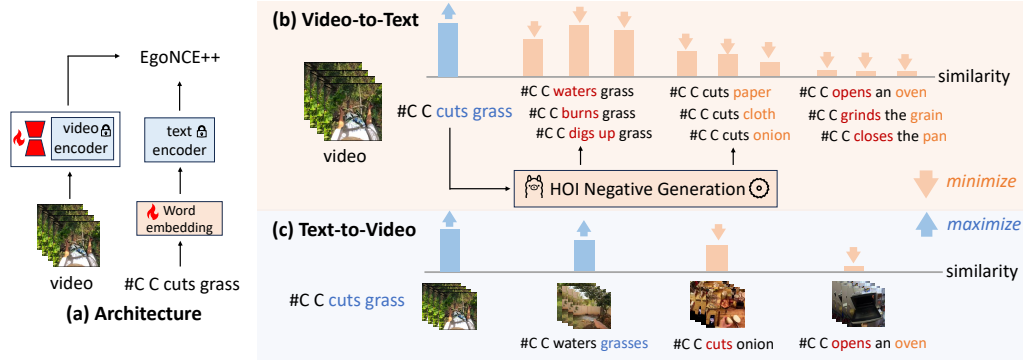 EgoNCE++
video
encoder
text
encoder
Word
embedding
video
#C C cuts grass
(a) Architecture
(b) Video-to-Text
similarity
video
#C C cuts grass
#C C waters grass
#C C burns grass
#C C digs up grass
#C C cuts paper
#C C cuts cloth
#C C cuts onion
#C C opens an oven
#C C grinds the grain
#C C closes the pan
HOI Negative Generation
minimize
maximize
(c) Text-to-Video
similarity
#C C cuts grass
#C C waters grasses
#C C cuts onion
#C C opens an oven